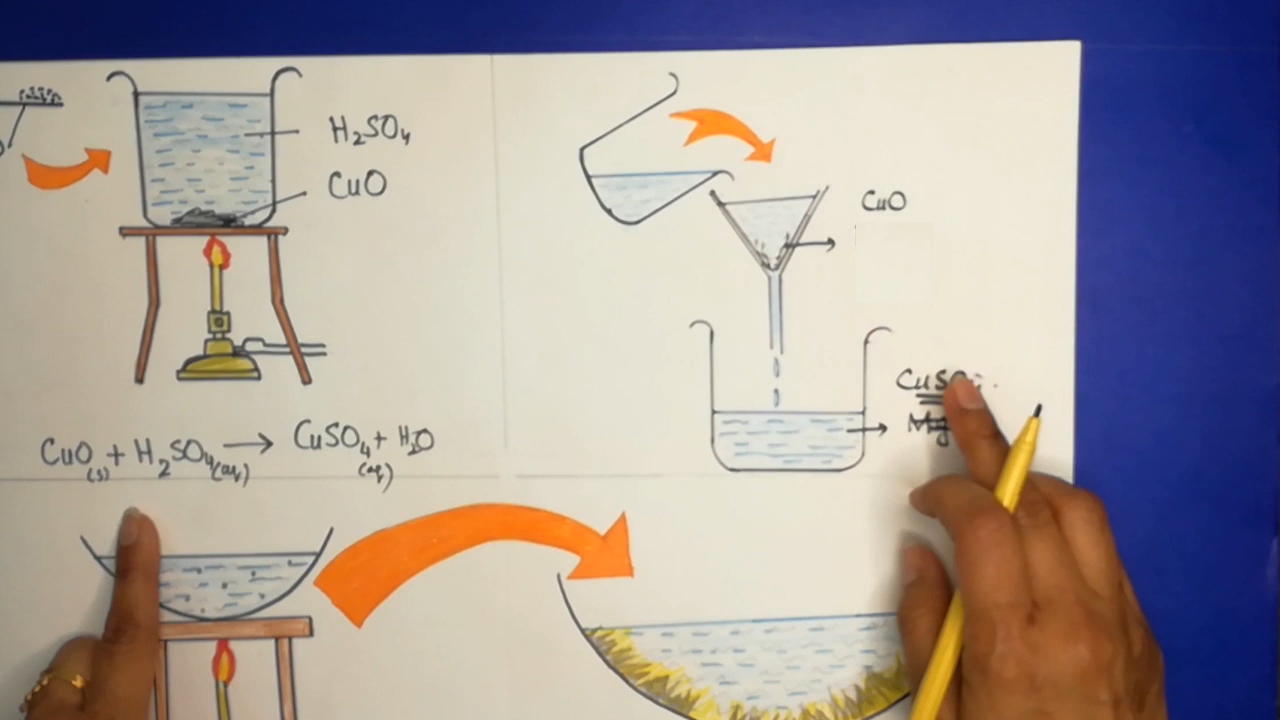 H₂SO₄
CuO
CuO
CuO(s) + H₂SO₄(aq) → CuSO₄(aq) + H₂O